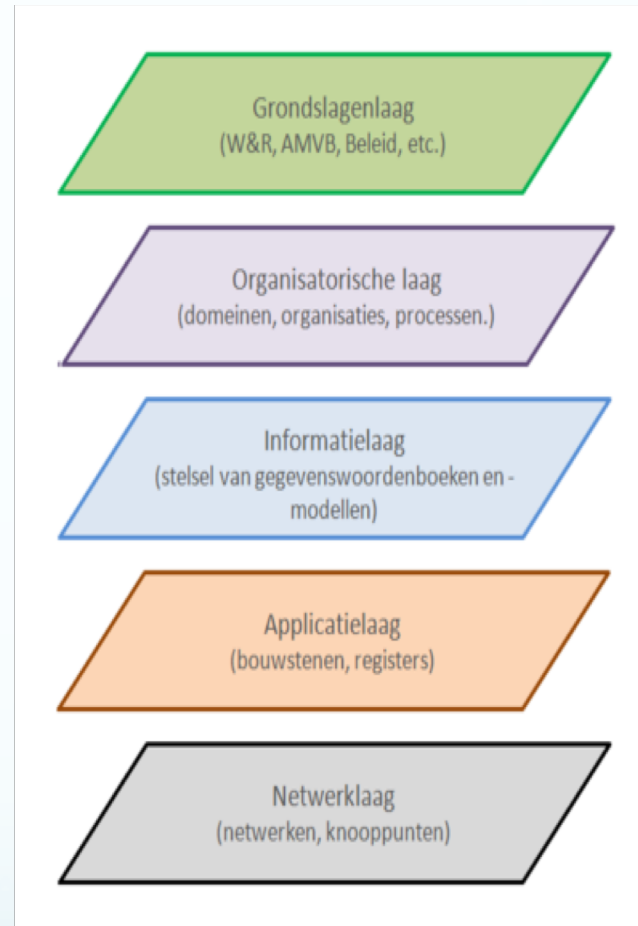 Grondslagenlaag
(W&R, AMVB, Beleid, etc.)
Organisatorische laag
(domeinen, organisaties, processen.)
Informatielaag
(stelsel van gegevenswoordenboeken en -
modellen)
Applicatielaag
(bouwstenen, registers)
Netwerklaag
(netwerken, knooppunten)